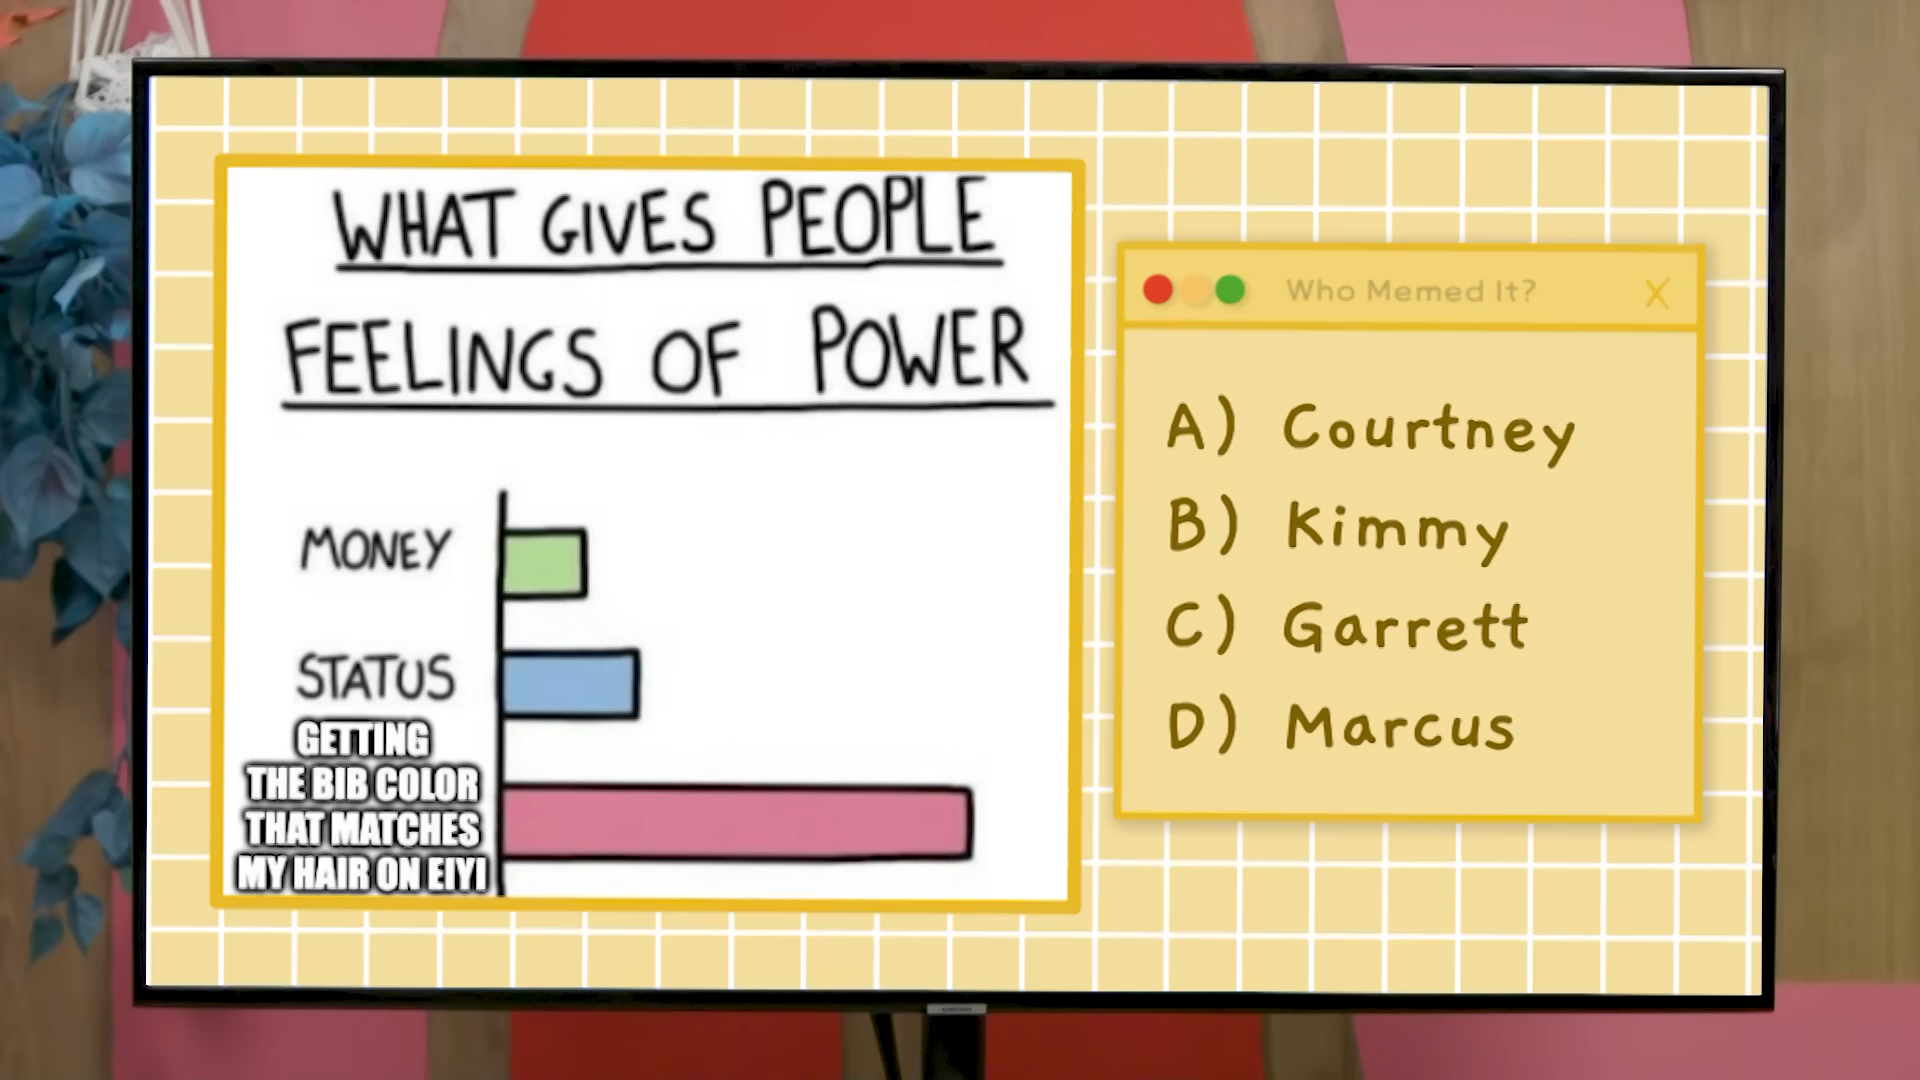 WHAT GIVES PEOPLE
FEELINGS OF POWER
MONEY
STATUS
GETTING
THE BIB COLOR
THAT MATCHES
MY HAIR ON EIYI
Who Memed It?
X
A) Courtney
B) Kimmy
C) Garrett
D) Marcus